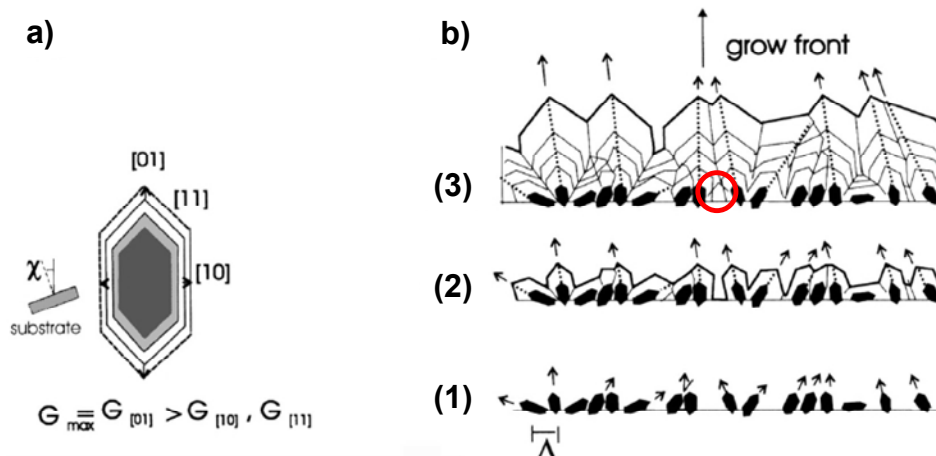 a)
[01]
[11]
[10]
χ
substrate
G max = G [01] > G [10] , G [11]
b)
grow front
(3)
(2)
(1)
Λ